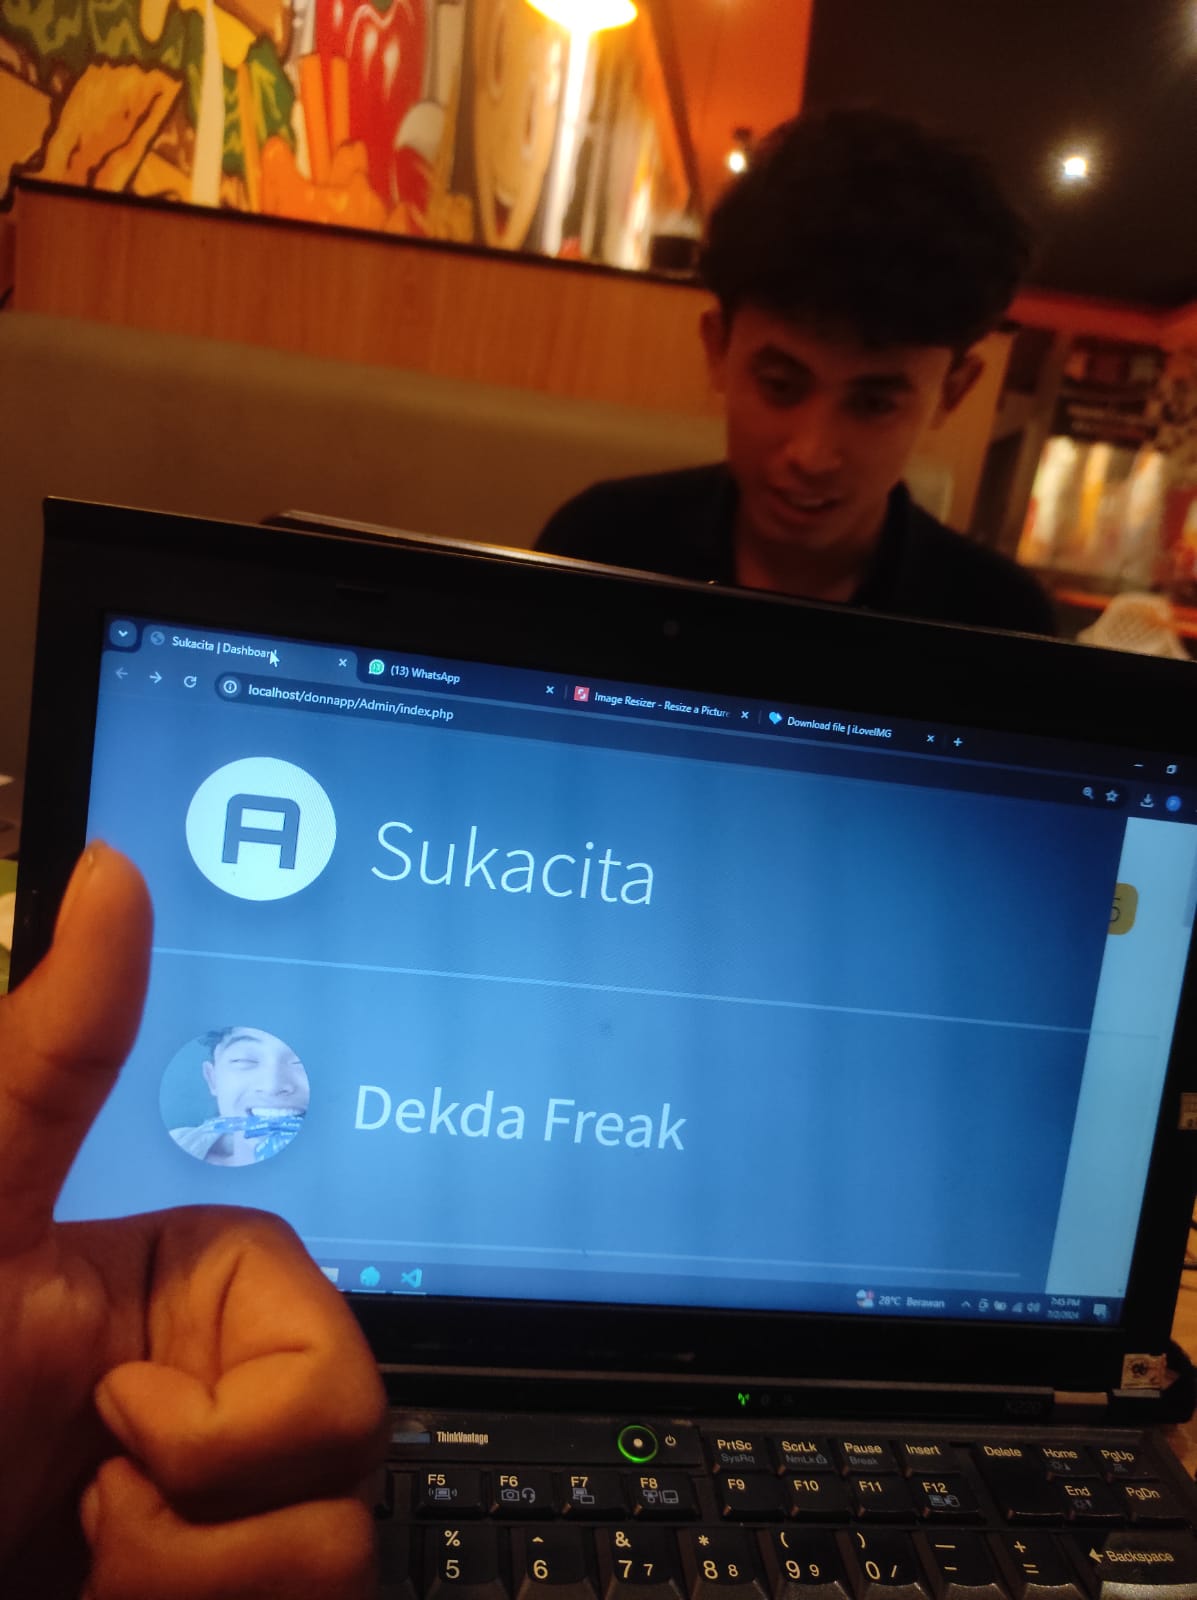 Sukacita | Dashboard
(13) WhatsApp
Image Resizer - Resize a Picture
Download file | iLoveIMG
localhost/donnapp/Admin/index.php
Sukacita
Dekda Freak
28°C Berawan
7:45 PM
7/2/2024
X220
ThinkVantage
PrtSc
SysRq
ScrLk
NmLk
Pause
Break
Insert
Delete
Home
PgUp
F5
F6
F7
F8
F9
F10
F11
F12
End
PgDn
% 5
^ 6
& 7 7
* 8 8
( 9 9
) 0 /
— -
+ =
Backspace